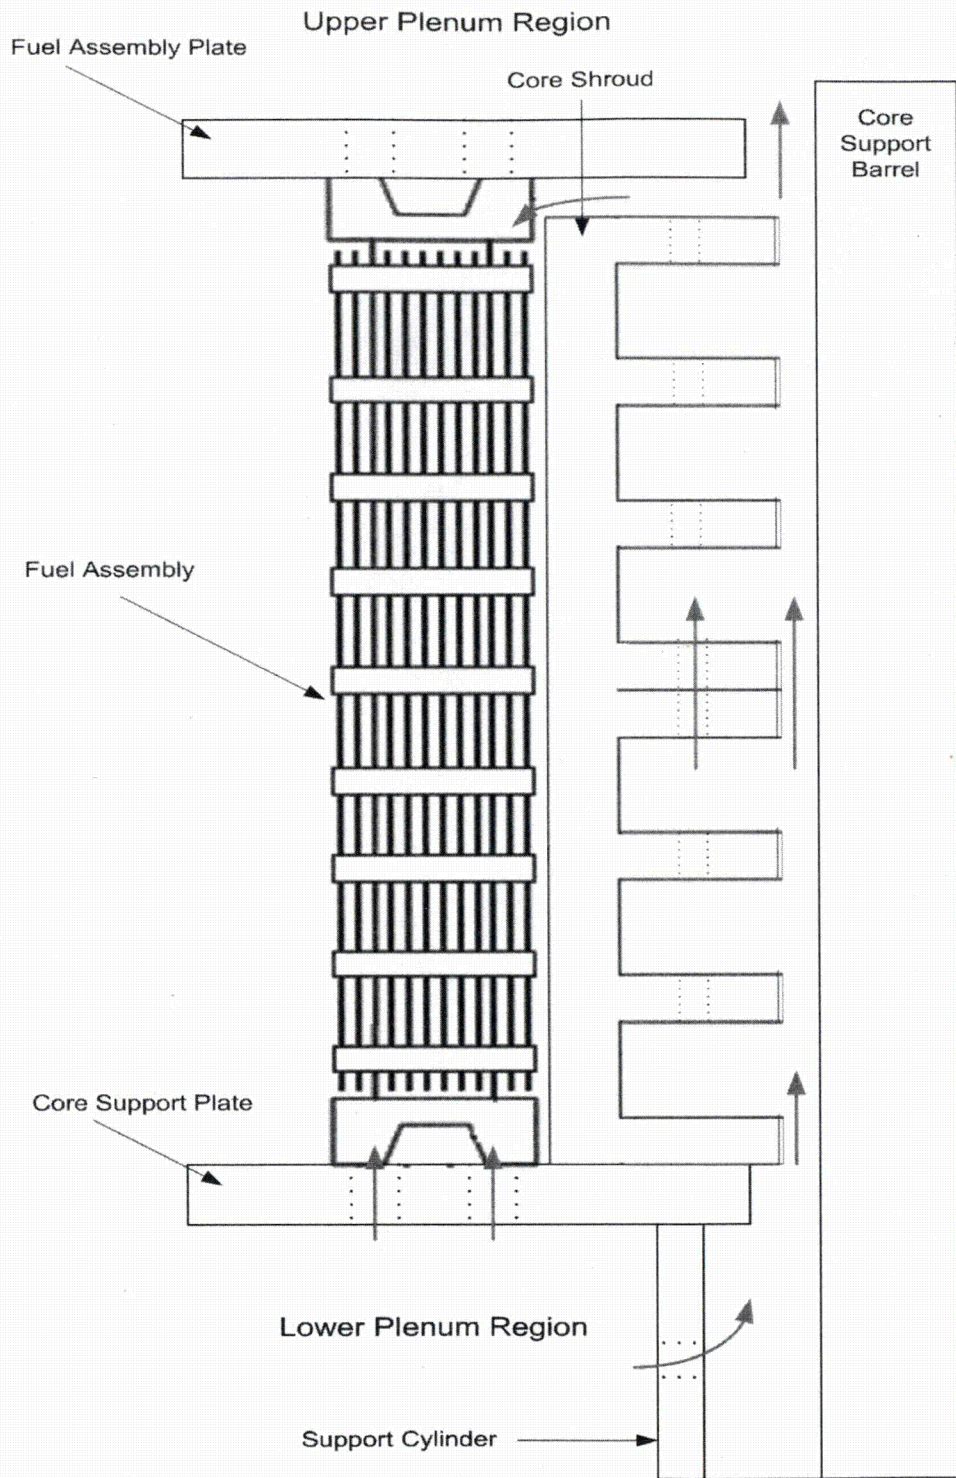 Upper Plenum Region
Fuel Assembly Plate
Core Shroud
Core
Support
Barrel
Fuel Assembly
Core Support Plate
Lower Plenum Region
Support Cylinder